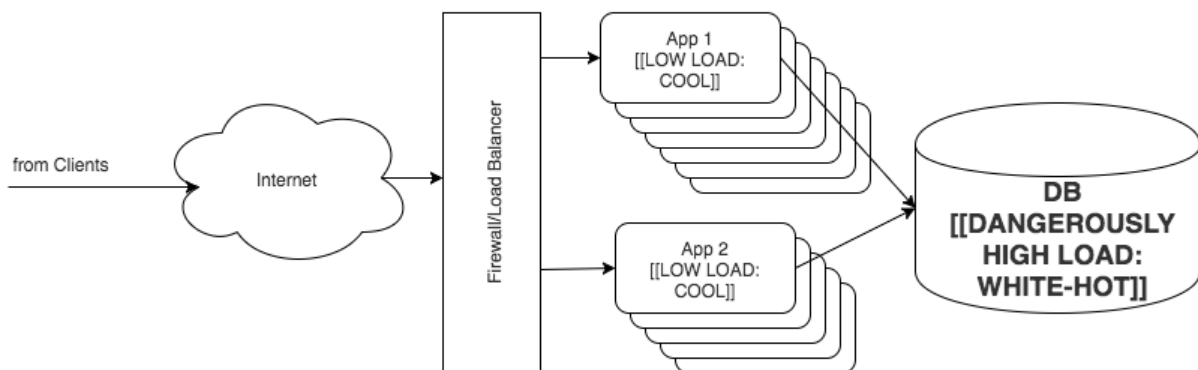 from Clients
Internet
Firewall/Load Balancer
App 1
[[LOW LOAD:
COOL]]
App 2
[[LOW LOAD:
COOL]]
DB
[[DANGEROUSLY
HIGH LOAD:
WHITE-HOT]]